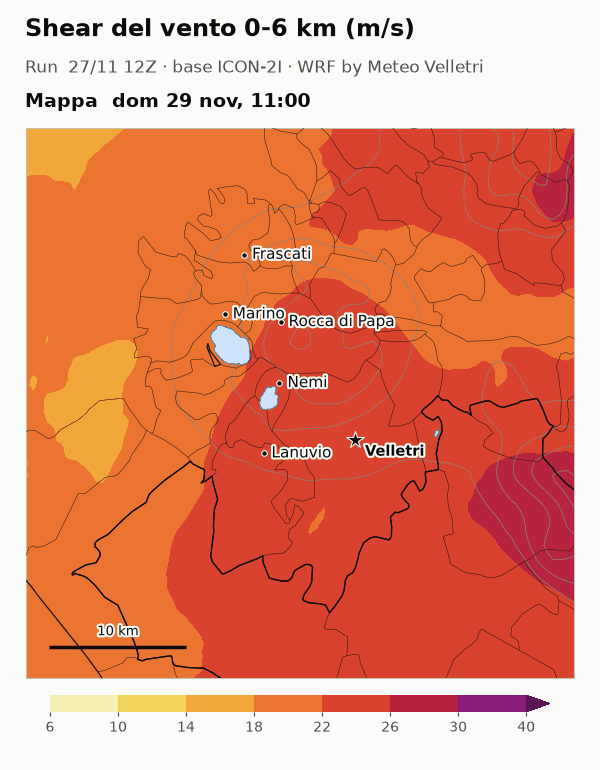 Shear del vento 0-6 km (m/s)
Run 27/11 12Z · base ICON-2I · WRF by Meteo Velletri
Mappa dom 29 nov, 11:00
Frascati
Marino
Rocca di Papa
Nemi
Velletri
Lanuvio
10 km
6 10 14 18 22 26 30 40